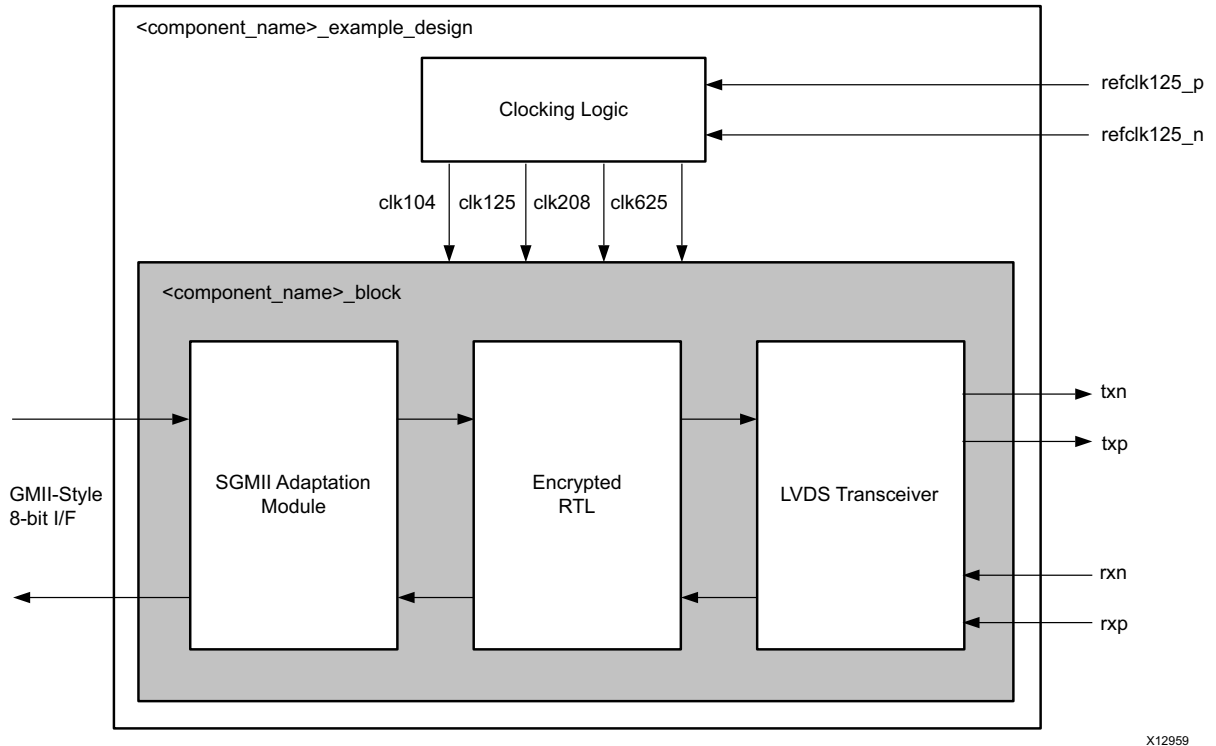 <component_name>_example_design
Clocking Logic
refclk125_p
refclk125_n
clk104 clk125 clk208 clk625
<component_name>_block
GMII-Style
8-bit I/F
SGMII Adaptation
Module
Encrypted
RTL
LVDS Transceiver
txn
txp
rxn
rxp
X12959